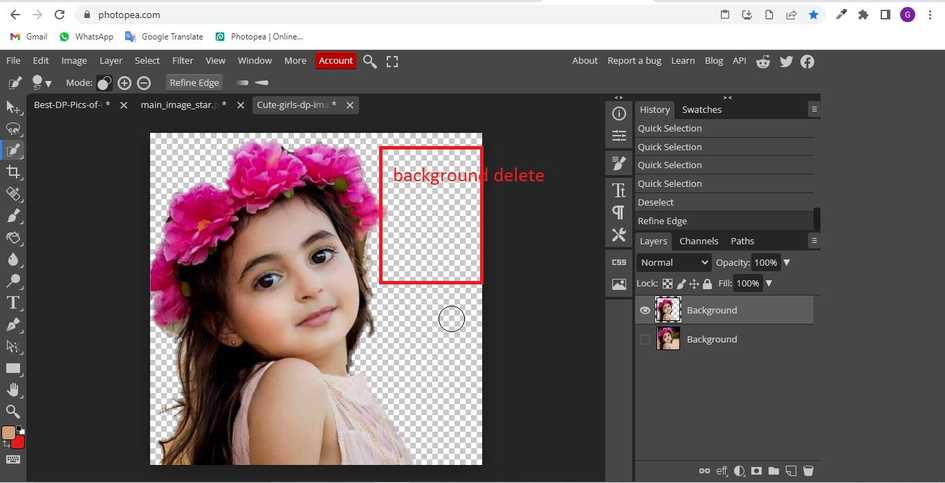 photopea.com
G
Gmail
WhatsApp
Google Translate
Photopea | Online...
File Edit Image Layer Select Filter View Window More Account
About Report a bug Learn Blog API
Mode:
Refine Edge
Best-DP-Pics-of- *
main_image_star.p *
Cute-girls-dp-ima *
History Swatches
Quick Selection
Quick Selection
Quick Selection
Quick Selection
Deselect
Refine Edge
background delete
Layers Channels Paths
Normal Opacity: 100%
Lock: Fill: 100%
CSS
Background
Background
eff